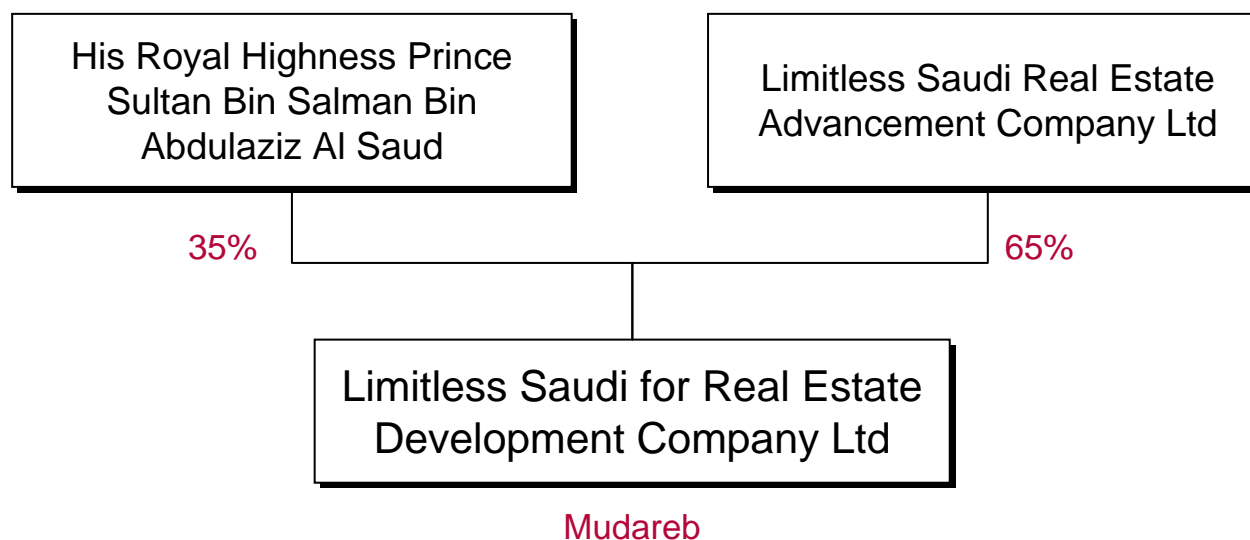 His Royal Highness Prince
Sultan Bin Salman Bin
Abdulaziz Al Saud
Limitless Saudi Real Estate
Advancement Company Ltd
35%
65%
Limitless Saudi for Real Estate
Development Company Ltd
Mudareb